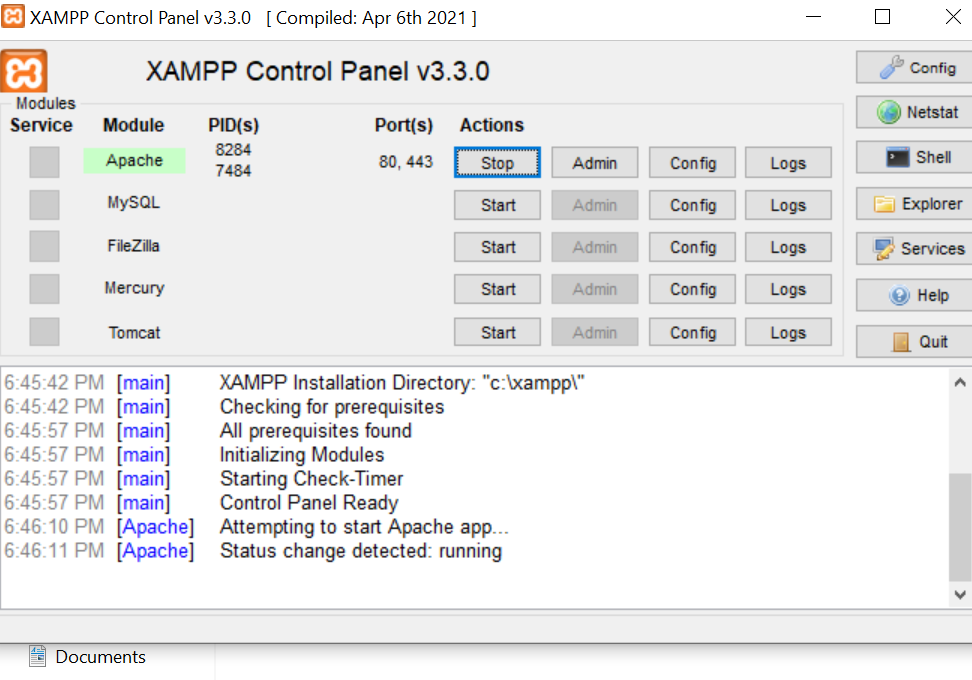 XAMPP Control Panel v3.3.0 [ Compiled: Apr 6th 2021 ]
XAMPP Control Panel v3.3.0
Config
Modules
Service Module PID(s) Port(s) Actions
Netstat
Apache 8284 7484 80, 443 Stop Admin Config Logs
Shell
MySQL Start Admin Config Logs
Explorer
FileZilla Start Admin Config Logs
Services
Mercury Start Admin Config Logs
Help
Tomcat Start Admin Config Logs
Quit
6:45:42 PM [main] XAMPP Installation Directory: "c:\xampp\"
6:45:42 PM [main] Checking for prerequisites
6:45:57 PM [main] All prerequisites found
6:45:57 PM [main] Initializing Modules
6:45:57 PM [main] Starting Check-Timer
6:45:57 PM [main] Control Panel Ready
6:46:10 PM [Apache] Attempting to start Apache app...
6:46:11 PM [Apache] Status change detected: running
Documents